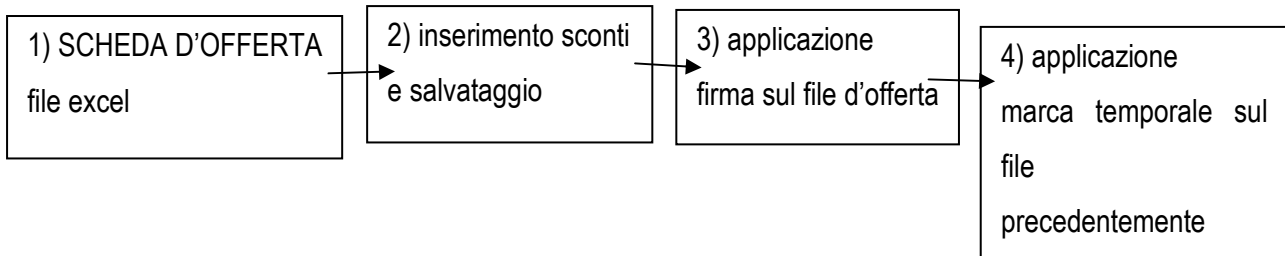 1) SCHEDA D’OFFERTA
file excel
2) inserimento sconti
e salvataggio
3) applicazione
firma sul file d’offerta
4) applicazione
marca temporale sul
file
precedentemente